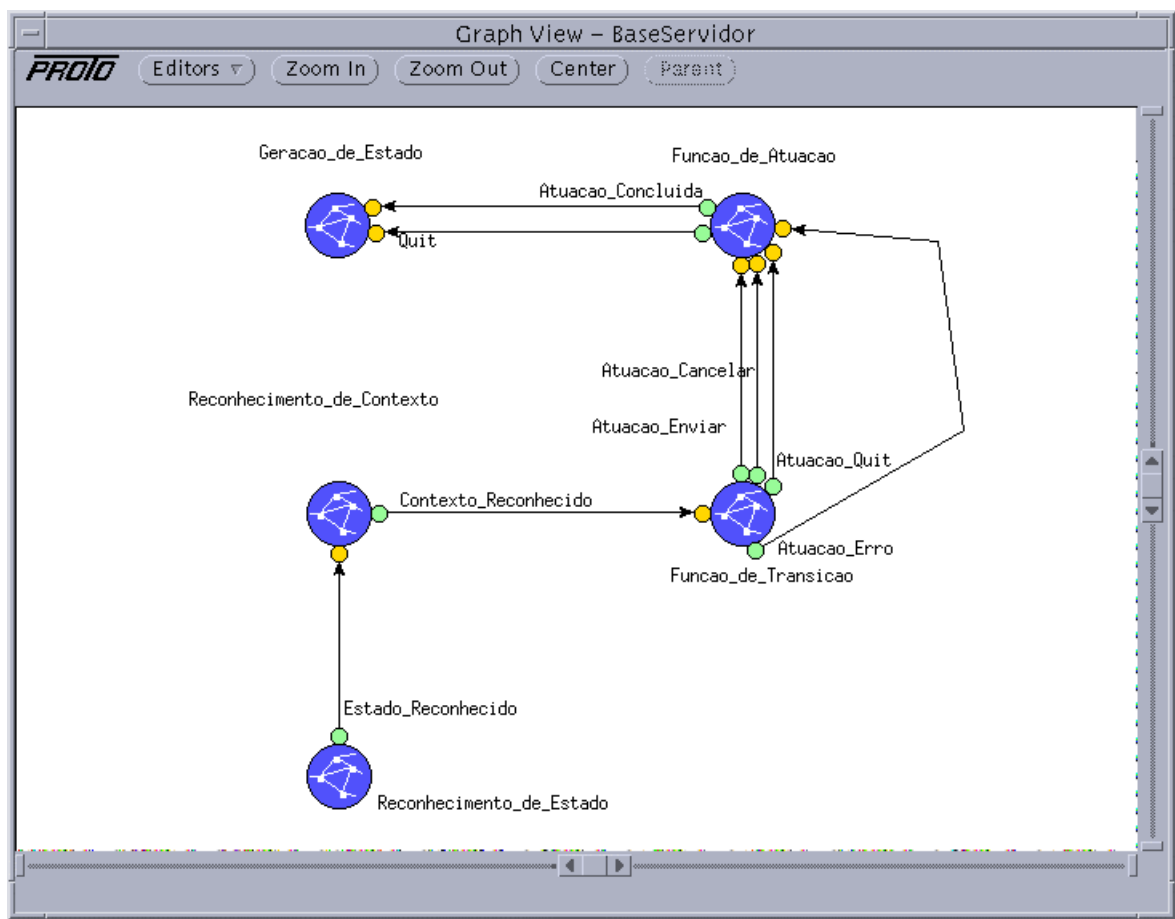 Graph View – BaseServidor
PROTO Editors Zoom In Zoom Out Center Parent
Geracao_de_Estado
Funcao_de_Atuacao
Atuacao_Concluida
Quit
Atuacao_Cancelar
Reconhecimento_de_Contexto
Atuacao_Enviar
Atuacao_Quit
Contexto_Reconhecido
Atuacao_Erro
Funcao_de_Transicao
Estado_Reconhecido
Reconhecimento_de_Estado